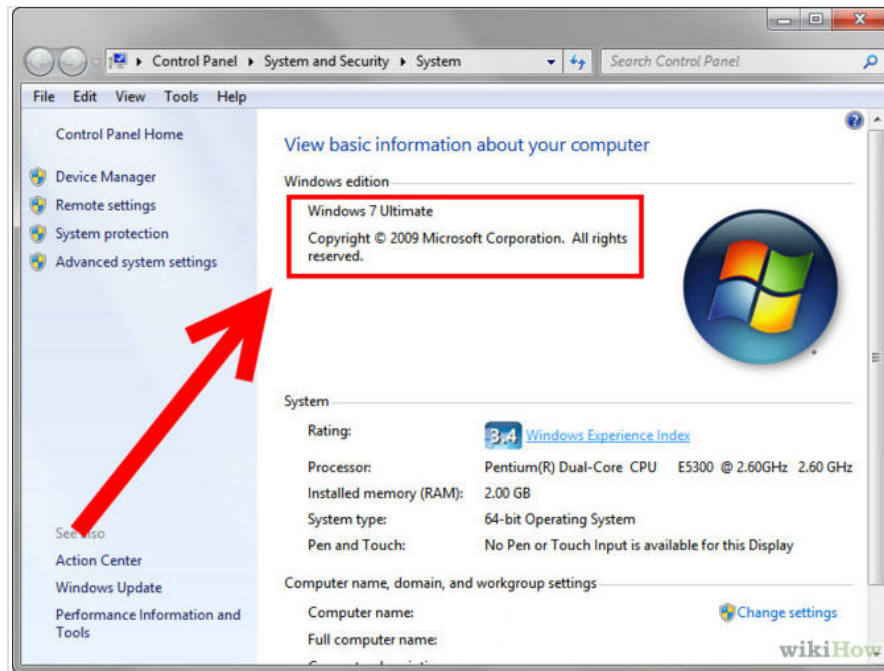 Control Panel ▸ System and Security ▸ System
Search Control Panel
File Edit View Tools Help
Control Panel Home
Device Manager
Remote settings
System protection
Advanced system settings
See also
Action Center
Windows Update
Performance Information and
Tools
View basic information about your computer
Windows edition
Windows 7 Ultimate
Copyright © 2009 Microsoft Corporation. All rights
reserved.
System
Rating: 3.4 Windows Experience Index
Processor: Pentium(R) Dual-Core CPU E5300 @ 2.60GHz 2.60 GHz
Installed memory (RAM): 2.00 GB
System type: 64-bit Operating System
Pen and Touch: No Pen or Touch Input is available for this Display
Computer name, domain, and workgroup settings
Computer name: Change settings
Full computer name:
wikiHow